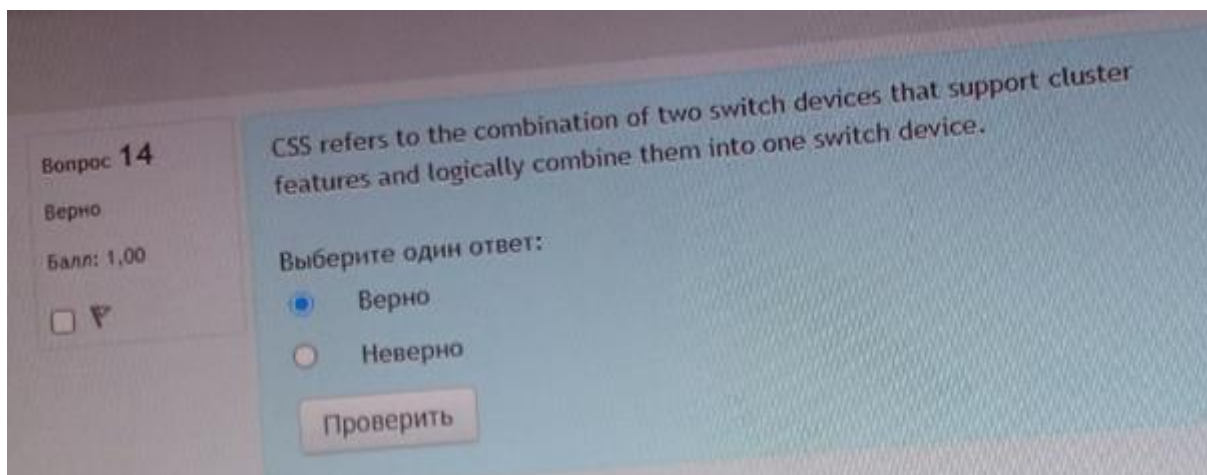 Вопрос 14
Верно
Балл: 1,00
CSS refers to the combination of two switch devices that support cluster
features and logically combine them into one switch device.
Выберите один ответ:
Верно
Неверно
Проверить